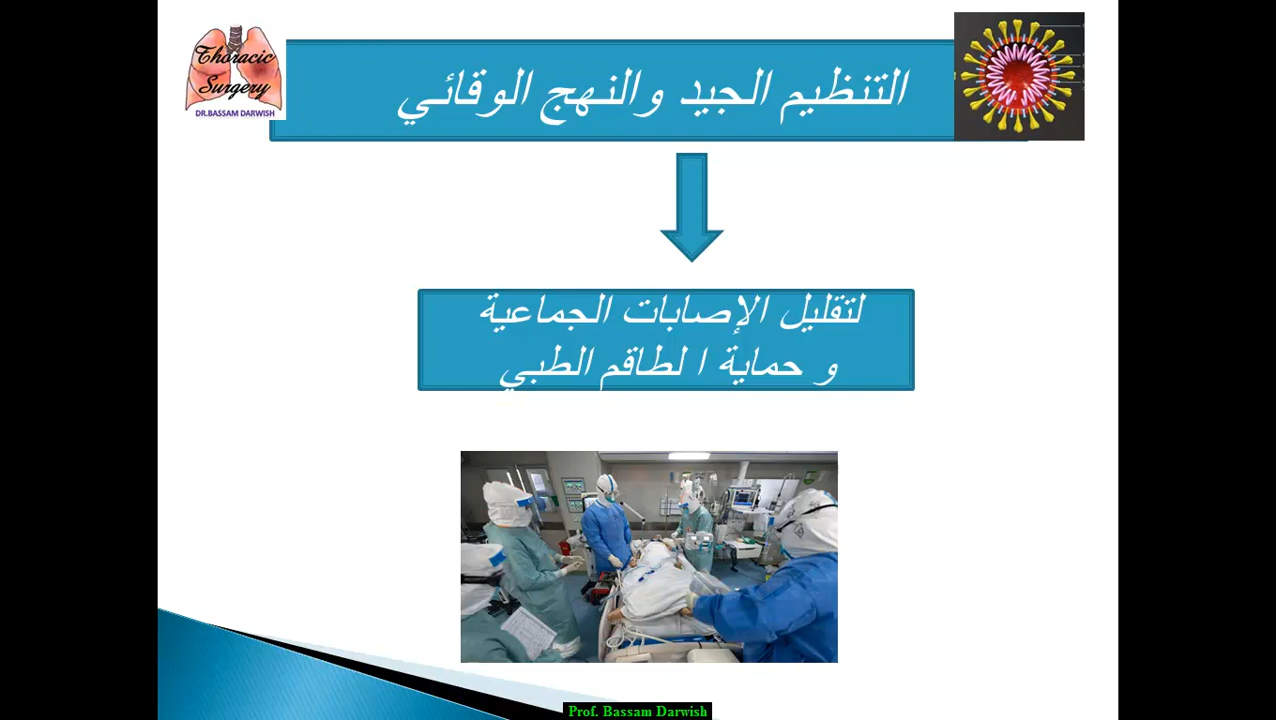 Thoracic
Surgery
DR.BASSAM DARWISH
التنظيم الجيد والنهج الوقائي
لتقليل الإصابات الجماعية
و حماية ا لطاقم الطبي
Prof. Bassam Darwish